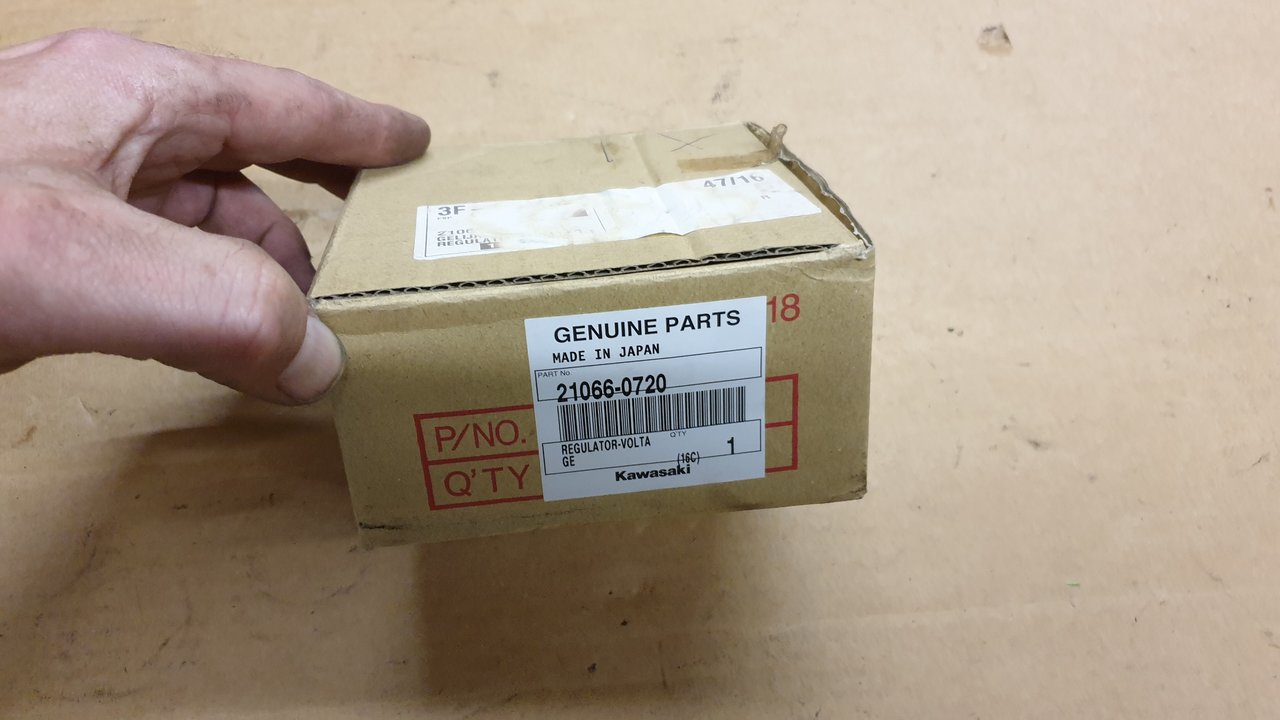 3F
47/16
REGULA
18
GENUINE PARTS
MADE IN JAPAN
PART No.
21066-0720
P/NO.
REGULATOR-VOLTA
QTY
1
GE
(16C)
Q'TY
Kawasaki